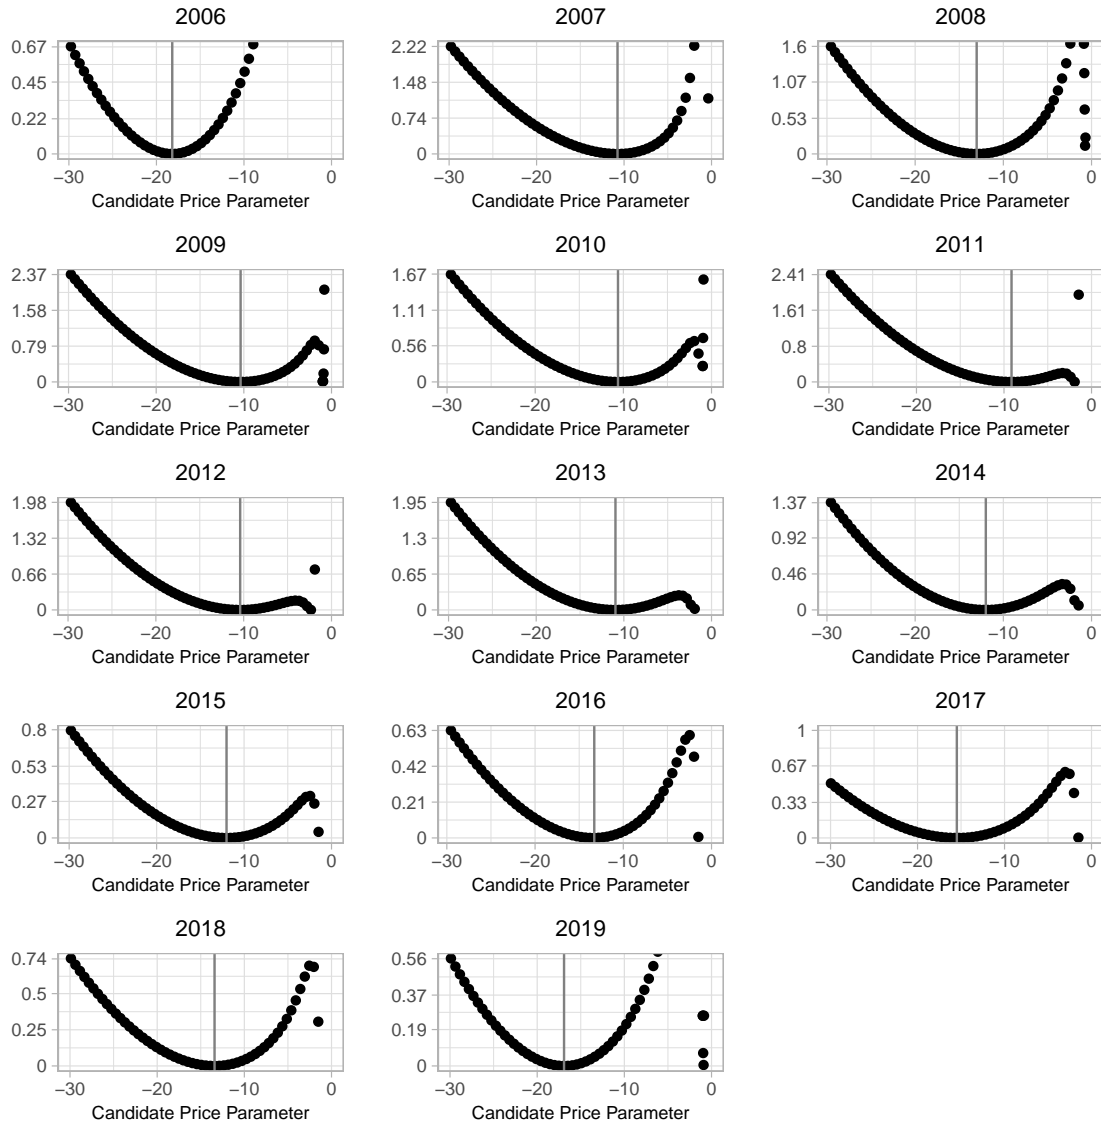 2006 2007 2008
0.67 2.22 1.6
0.45 1.48 1.07
0.22 0.74 0.53
0 0 0
−30 −20 −10 0 −30 −20 −10 0 −30 −20 −10 0
Candidate Price Parameter Candidate Price Parameter Candidate Price Parameter
2009 2010 2011
2.37 1.67 2.41
1.58 1.11 1.61
0.79 0.56 0.8
0 0 0
−30 −20 −10 0 −30 −20 −10 0 −30 −20 −10 0
Candidate Price Parameter Candidate Price Parameter Candidate Price Parameter
2012 2013 2014
1.98 1.95 1.37
1.32 1.3 0.92
0.66 0.65 0.46
0 0 0
−30 −20 −10 0 −30 −20 −10 0 −30 −20 −10 0
Candidate Price Parameter Candidate Price Parameter Candidate Price Parameter
2015 2016 2017
0.8 0.63 1
0.53 0.42 0.67
0.27 0.21 0.33
0 0 0
−30 −20 −10 0 −30 −20 −10 0 −30 −20 −10 0
Candidate Price Parameter Candidate Price Parameter Candidate Price Parameter
2018 2019
0.74 0.56
0.5 0.37
0.25 0.19
0 0
−30 −20 −10 0 −30 −20 −10 0
Candidate Price Parameter Candidate Price Parameter